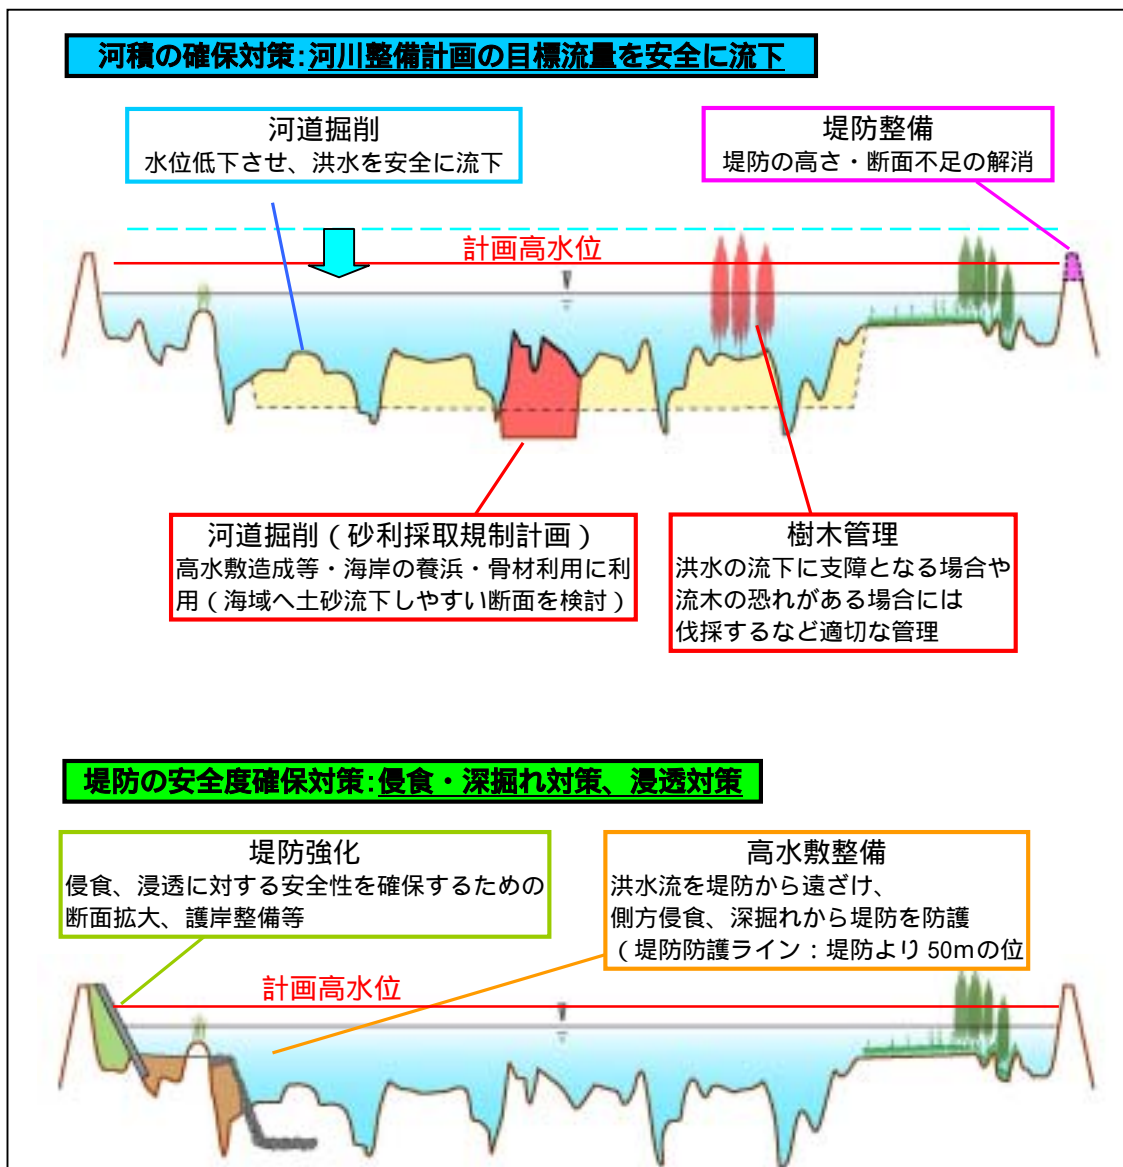 河積の確保対策:河川整備計画の目標流量を安全に流下
河道掘削
水位低下させ、洪水を安全に流下
堤防整備
堤防の高さ・断面不足の解消
計画高水位
河道掘削(砂利採取規制計画)
高水敷造成等・海岸の養浜・骨材利用に利
用(海域へ土砂流下しやすい断面を検討)
樹木管理
洪水の流下に支障となる場合や
流木の恐れがある場合には
伐採するなど適切な管理
堤防の安全度確保対策:侵食・深掘れ対策、浸透対策
堤防強化
侵食、浸透に対する安全性を確保するための
断面拡大、護岸整備等
高水敷整備
洪水流を堤防から遠ざけ、
側方侵食、深掘れから堤防を防護
(堤防防護ライン:堤防より50mの位
計画高水位